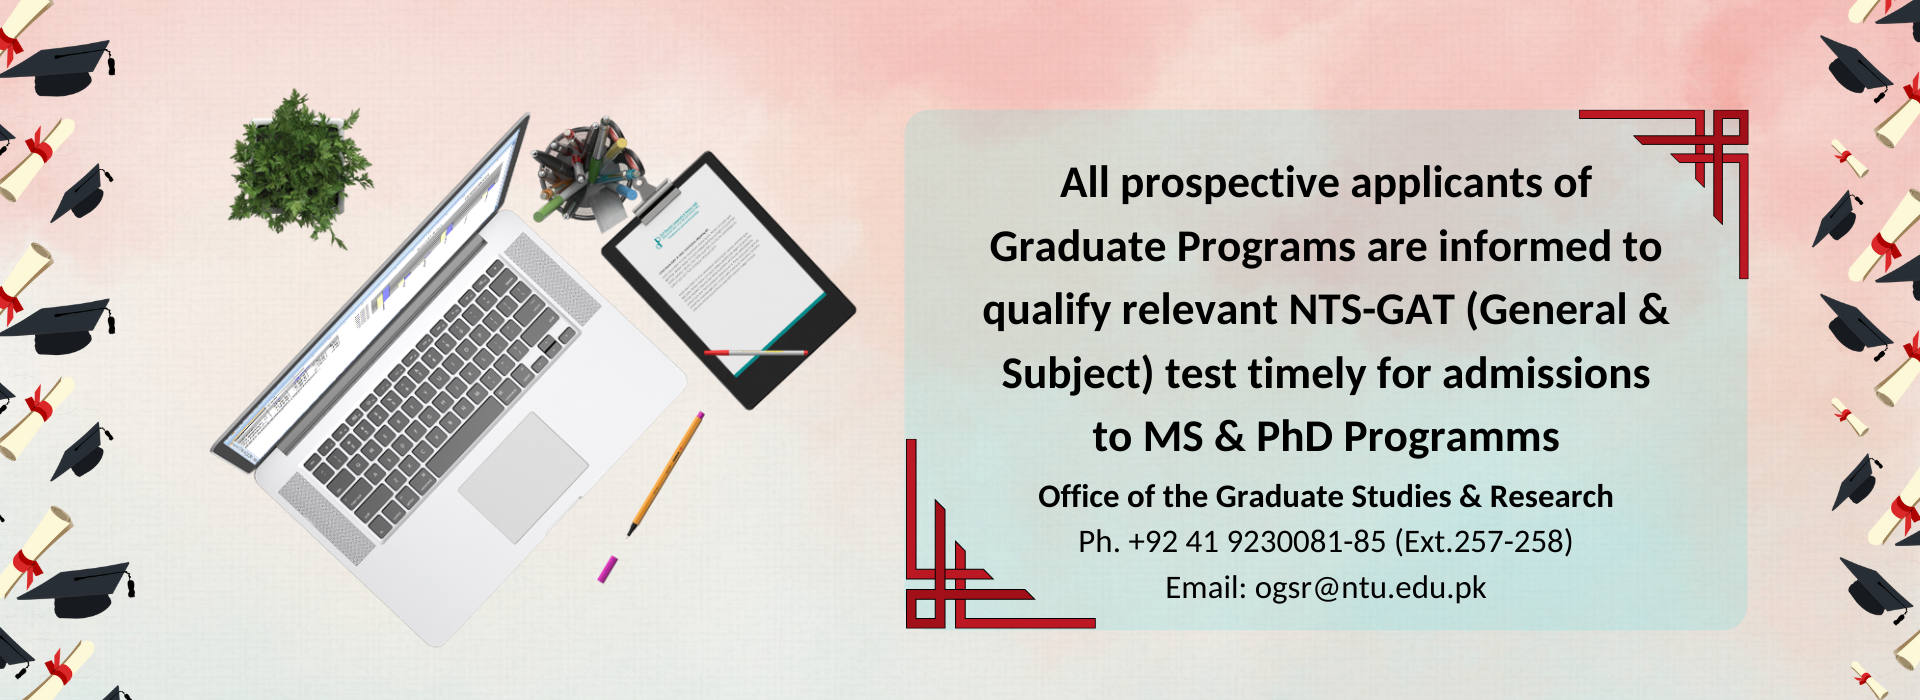 All prospective applicants of
Graduate Programs are informed to
qualify relevant NTS-GAT (General &
Subject) test timely for admissions
to MS & PhD Programms
Office of the Graduate Studies & Research
Ph. +92 41 9230081-85 (Ext.257-258)
Email: ogsr@ntu.edu.pk